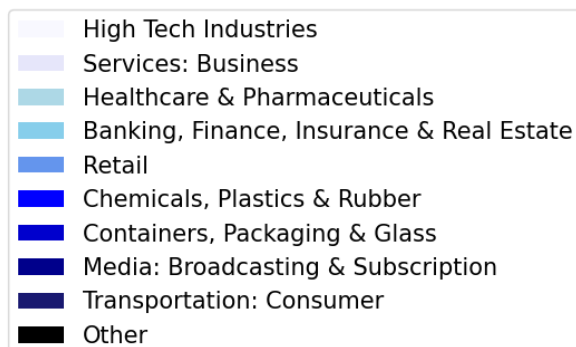 High Tech Industries
Services: Business
Healthcare & Pharmaceuticals
Banking, Finance, Insurance & Real Estate
Retail
Chemicals, Plastics & Rubber
Containers, Packaging & Glass
Media: Broadcasting & Subscription
Transportation: Consumer
Other